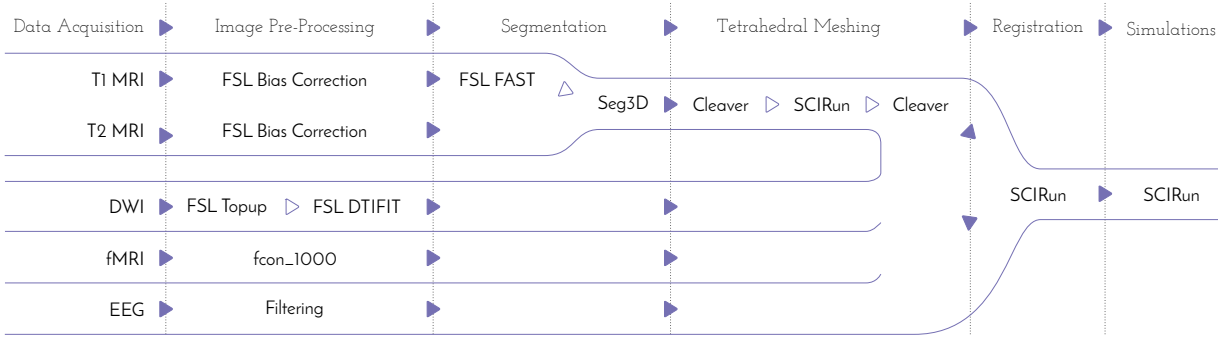 Data Acquisition Image Pre-Processing Segmentation Tetrahedral Meshing Registration Simulations
T1 MRI FSL Bias Correction FSL FAST
Seg3D Cleaver SCIRun Cleaver
T2 MRI FSL Bias Correction
SCIRun SCIRun
DWI FSL Topup FSL DTIFIT
fMRI fcon_1000
EEG Filtering